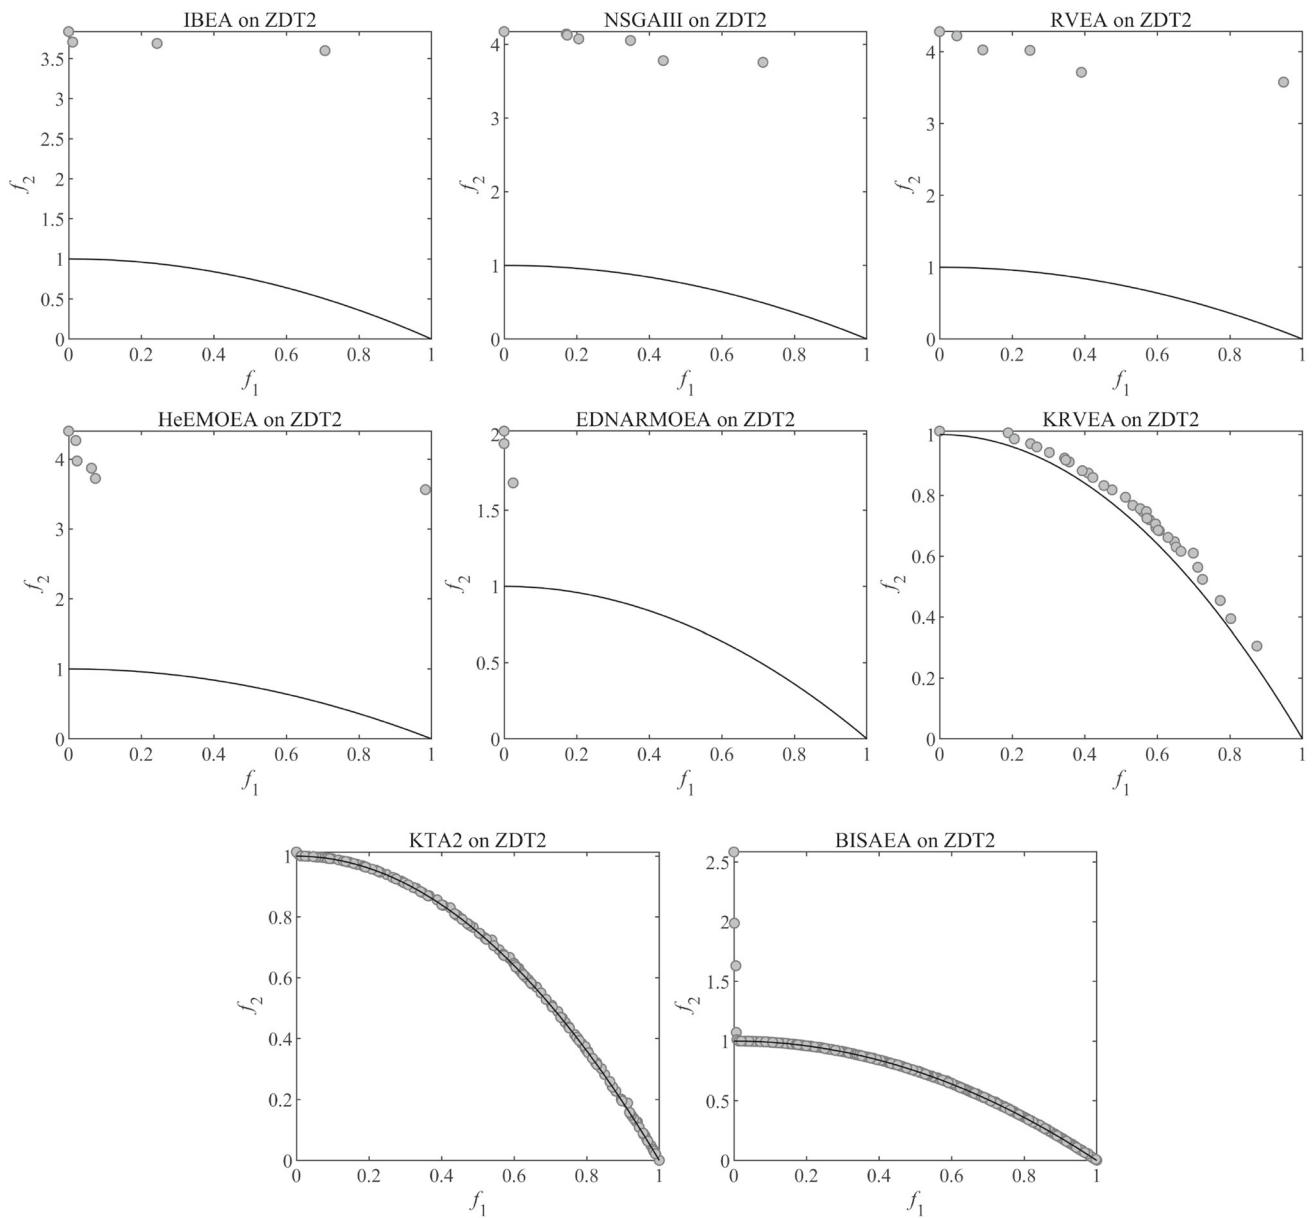 IBEA on ZDT2
NSGAIII on ZDT2
RVEA on ZDT2
3.5
3
2.5
2
1.5
1
0.5
0
f2
0 0.2 0.4 0.6 0.8 1
f1
4
3
2
1
0
f2
0 0.2 0.4 0.6 0.8 1
f1
4
3
2
1
0
f2
0 0.2 0.4 0.6 0.8 1
f1
HeEMOEA on ZDT2
EDNARMOEA on ZDT2
KRVEA on ZDT2
4
3
2
1
0
f2
0 0.2 0.4 0.6 0.8 1
f1
2
1.5
1
0.5
0
f2
0 0.2 0.4 0.6 0.8 1
f1
1
0.8
0.6
0.4
0.2
0
f2
0 0.2 0.4 0.6 0.8 1
f1
KTA2 on ZDT2
BISAEA on ZDT2
1
0.8
0.6
0.4
0.2
0
f2
0 0.2 0.4 0.6 0.8 1
f1
2.5
2
1.5
1
0.5
0
f2
0 0.2 0.4 0.6 0.8 1
f1